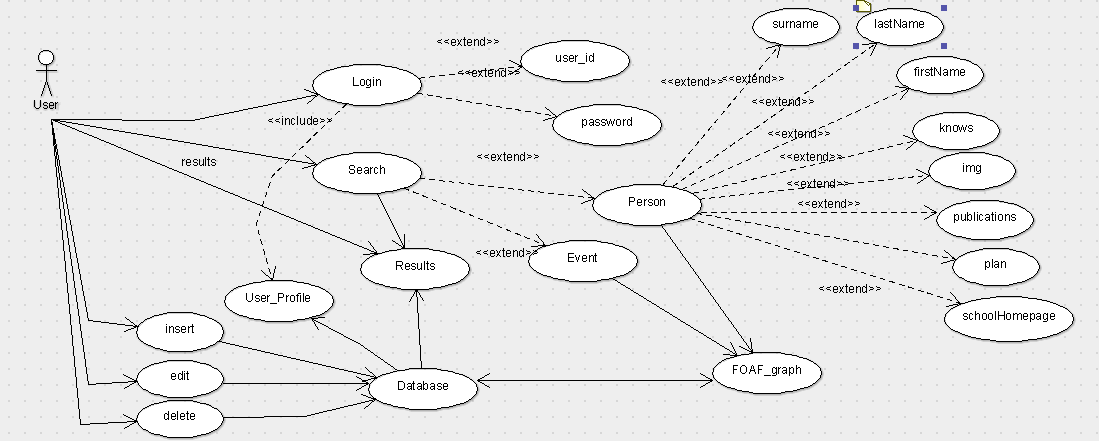 surname
lastName
<<extend>>
user_id
<<extend>>
firstName
Login
<<extend>>
<<extend>>
User
<<extend>>
<<include>>
password
knows
<<extend>>
results
<<extend>>
<<extend>>
Search
img
<<extend>>
Person
<<extend>>
publications
<<extend>>
Event
Results
plan
<<extend>>
User_Profile
schoolHomepage
insert
FOAF_graph
edit
Database
delete